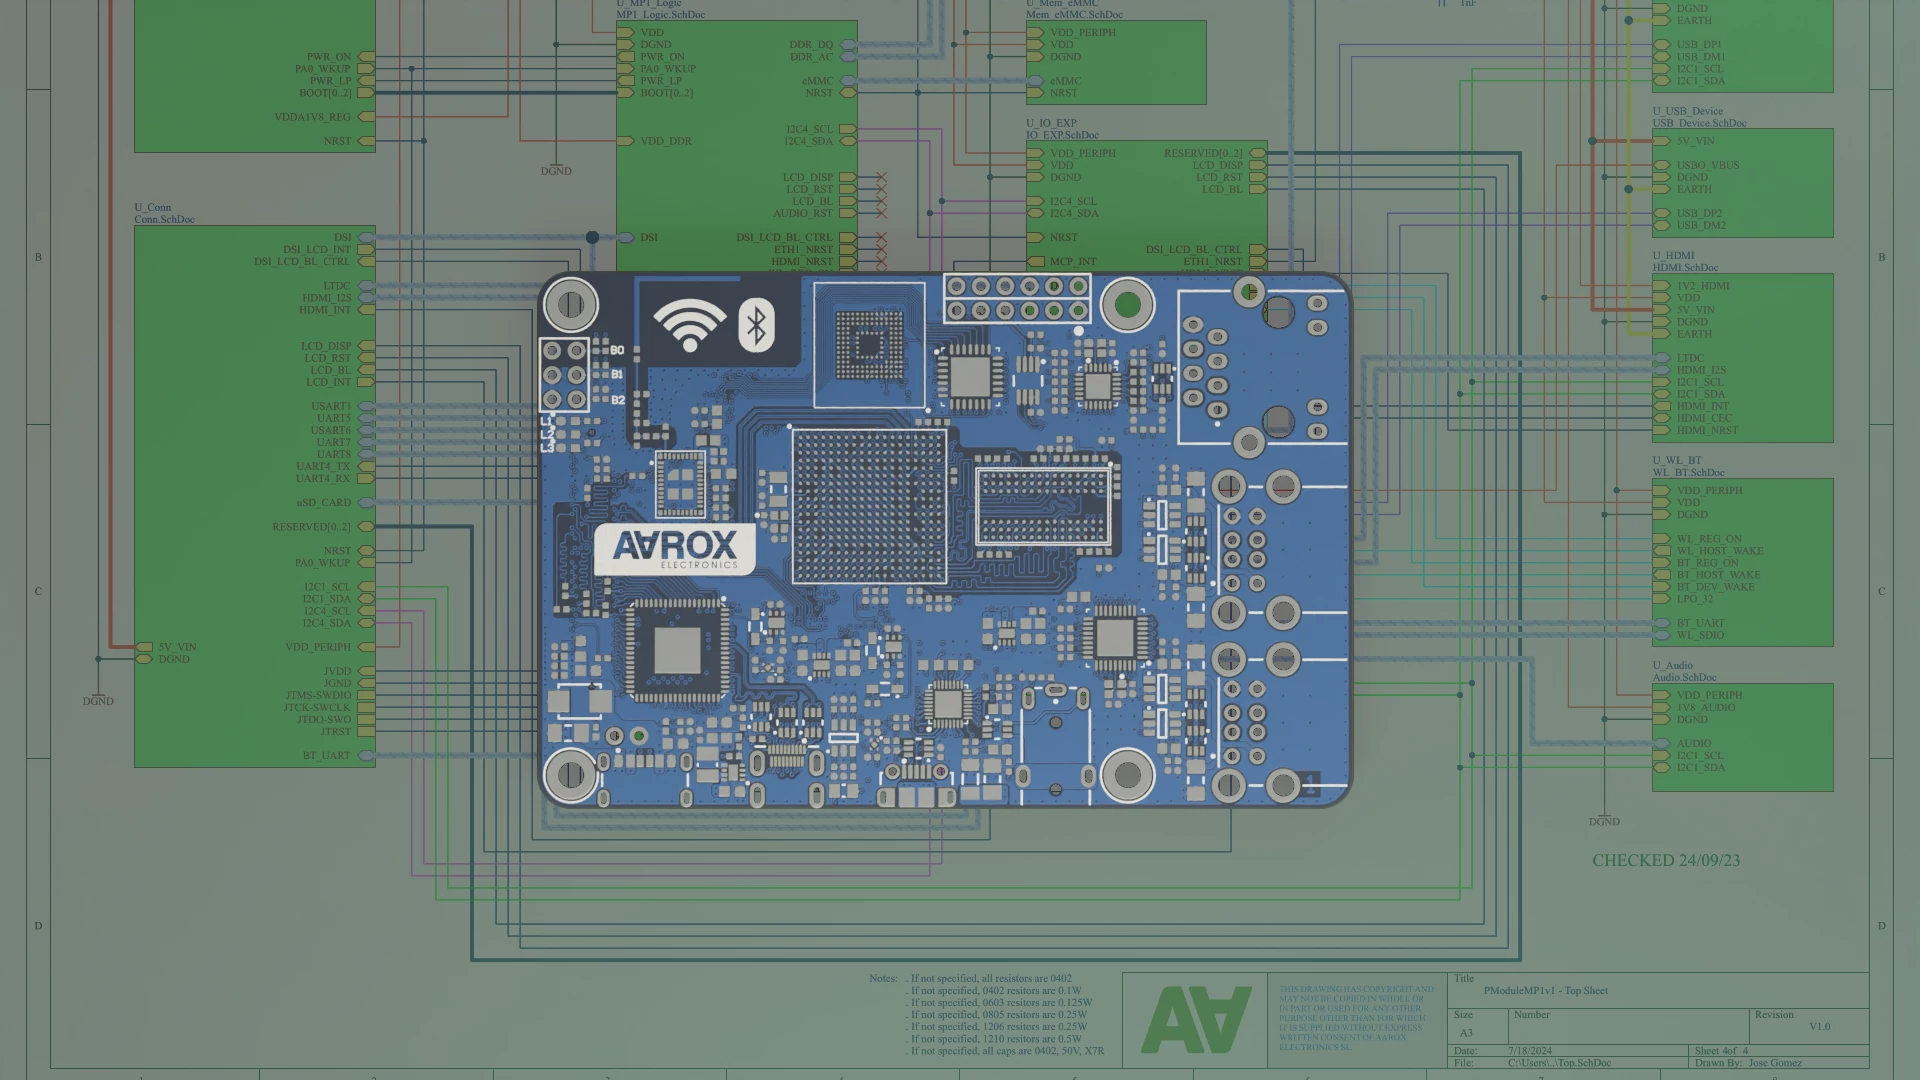 U_MP1_Logic
MP1_Logic.SchDoc
VDD
DGND
PWR_ON
PA0_WKUP
PWR_LP
BOOT[0..2]
VDD_DDR
DSI
DDR_DQ
DDR_AC
eMMC
NRST
I2C4_SCL
I2C4_SDA
LCD_DISP
LCD_RST
LCD_BL
AUDIO_RST
DSI_LCD_BL_CTRL
ETH1_NRST
HDMI_NRST
PWR_ON
PA0_WKUP
PWR_LP
BOOT[0..2]
VDDA1V8_REG
NRST
DGND
U_Mem_eMMC
Mem_eMMC.SchDoc
VDD_PERIPH
VDD
DGND
eMMC
NRST
U_IO_EXP
IO_EXP.SchDoc
VDD_PERIPH
VDD
DGND
I2C4_SCL
I2C4_SDA
NRST
MCP_INT
RESERVED[0..2]
LCD_DISP
LCD_RST
LCD_BL
DSI_LCD_BL_CTRL
ETH1_NRST
1nF
DGND
EARTH
USB_DP1
USB_DM1
I2C1_SCL
I2C1_SDA
U_USB_Device
USB_Device.SchDoc
5V_VIN
USBO_VBUS
DGND
EARTH
USB_DP2
USB_DM2
U_HDMI
HDMI.SchDoc
1V2_HDMI
VDD
5V_VIN
DGND
EARTH
LTDC
HDMI_I2S
I2C1_SCL
I2C1_SDA
HDMI_INT
HDMI_CEC
HDMI_NRST
U_WL_BT
WL_BT.SchDoc
VDD_PERIPH
VDD
DGND
WL_REG_ON
WL_HOST_WAKE
BT_REG_ON
BT_HOST_WAKE
BT_DEV_WAKE
LPO_32
BT_UART
WL_SDIO
U_Audio
Audio.SchDoc
VDD_PERIPH
1V8_AUDIO
DGND
AUDIO
I2C1_SCL
I2C1_SDA
DGND
CHECKED 24/09/23
U_Conn
Conn.SchDoc
DSI
DSI_LCD_INT
DSI_LCD_BL_CTRL
LTDC
HDMI_I2S
HDMI_INT
LCD_DISP
LCD_RST
LCD_BL
LCD_INT
USART1
UART5
USART6
UART7
UART8
UART4_TX
UART4_RX
uSD_CARD
RESERVED[0..2]
NRST
PA0_WKUP
I2C1_SCL
I2C1_SDA
I2C4_SCL
I2C4_SDA
5V_VIN
DGND
VDD_PERIPH
JVDD
JGND
JTMS-SWDIO
JTCK-SWCLK
JTDO-SWO
JTRST
BT_UART
DGND
B
C
D
B
C
D
B0
B1
B2
L1
L2
L3
AAROX
ELECTRONICS
1
Notes:
. If not specified, all resistors are 0402
. If not specified, 0402 resitors are 0.1W
. If not specified, 0603 resitors are 0.125W
. If not specified, 0805 resitors are 0.25W
. If not specified, 1206 resitors are 0.25W
. If not specified, 1210 resitors are 0.5W
. If not specified, all caps are 0402, 50V, X7R
THIS DRAWING HAS COPYRIGHT AND
MAY NOT BE COPIED IN WHOLE OR
IN PART OR USED FOR ANY OTHER
PURPOSE OTHER THAN FOR WHICH
IT IS SUPPLIED WITHOUT EXPRESS
WRITTEN CONSENT OF AAROX
ELECTRONICS SL.
Title
PModuleMP1v1 - Top Sheet
Size
A3
Number
Revision
V1.0
Date: 7/18/2024
Sheet 4of 4
File: C:\Users\..\Top.SchDoc
Drawn By: Jose Gomez